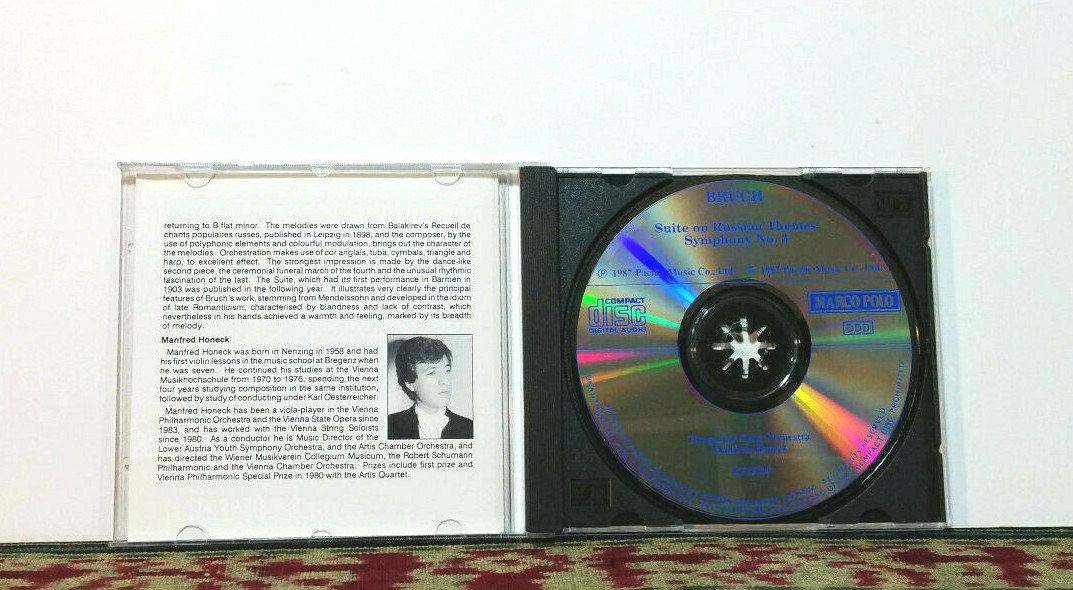 returning to B flat minor. The melodies were drawn from Balakirev's Recueil de
chants populaires russes, published in Leipzig in 1898, and the composer, by the
use of polyphonic elements and colourful modulation, brings out the character of
the melodies. Orchestration makes use of cor anglais, tuba, cymbals, triangle and
harp, to excellent effect. The strongest impression is made by the dance-like
second piece, the ceremonial funeral march of the fourth and the unusual rhythmic
fascination of the last. The Suite, which had its first performance in Barmen in
1903 was published in the following year. It illustrates very clearly the principal
features of Bruch's work, stemming from Mendelssohn and developed in the idiom
of late Romanticism, characterised by blandness and lack of contrast, which
nevertheless in his hands achieved a warmth and feeling, marked by its breadth
of melody.
Manfred Honeck
Manfred Honeck was born in Nenzing in 1958 and had
his first violin lessons in the music school at Bregenz when
he was seven. He continued his studies at the Vienna
Musikhochschule from 1970 to 1976, spending the next
four years studying composition in the same institution,
followed by study of conducting under Karl Oesterreicher.
Manfred Honeck has been a viola-player in the Vienna
Philharmonic Orchestra and the Vienna State Opera since
1983, and has worked with the Vienna String Soloists
since 1980. As a conductor he is Music Director of the
Lower Austria Youth Symphony Orchestra, and the Artis Chamber Orchestra, and
has directed the Wiener Musikverein Collegium Musicum, the Robert Schumann
Philharmonic and the Vienna Chamber Orchestra. Prizes include first prize and
Vienna Philharmonic Special Prize in 1980 with the Artis Quartet.
BRUCH
Suite on Russian Themes
Symphony No. 3
℗ 1987 Pacific Music Co., Ltd. © 1987 Pacific Music Co., Ltd.
COMPACT
disc
DIGITAL AUDIO
MARCO POLO
DDD
Orchestra
Manfred Honeck
COMPACT DISC PROHIBITED